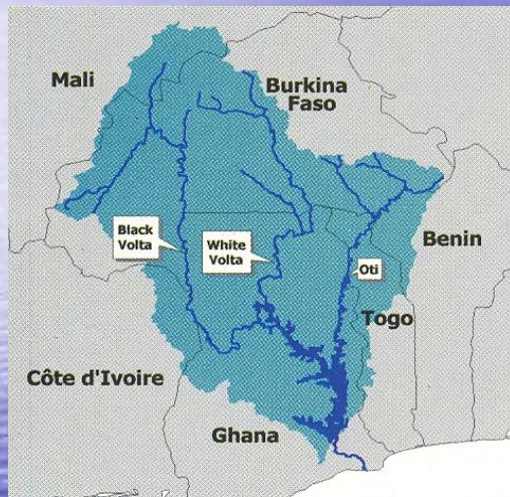 Mali
Burkina
Faso
Black
Volta
White
Volta
Benin
Oti
Togo
Côte d'Ivoire
Ghana